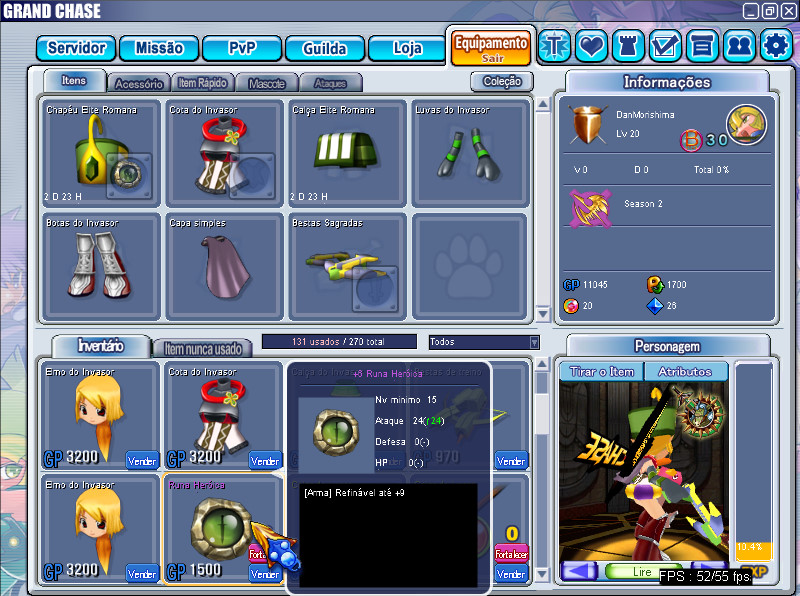 GRAND CHASE
Servidor Missão PvP Guilda Loja Equipamento
Sair
Itens Acessório Item Rápido Mascote Ataques Coleção
Chapéu Elite Romana
2 D 23 H
Cota do Invasor
Calça Elite Romana
2 D 23 H
Luvas do Invasor
Botas do Invasor
Capa simples
Bestas Sagradas
Informações
DanMorishima
Lv 20
B 30
V 0 D 0 Total 0%
Season 2
GP 11045 1700
20 26
Inventário Item nunca usado 131 usados / 270 total Todos
Elmo do Invasor
GP 3200 Vender
Cota do Invasor
GP 3200 Vender
970 Vender
Elmo do Invasor
GP 3200 Vender
Runa Heróica
GP 1500 Vender
0
Fortalecer
Vender
+6 Runa Heróica
Nv mínimo 15
Ataque 24(↑24)
Defesa 0(-)
HP 0(-)
[Arma] Refinável até +9
Personagem
Tirar o Item Atributos
CHASE
10.4%
EXP
Lire
FPS : 52/55 fps